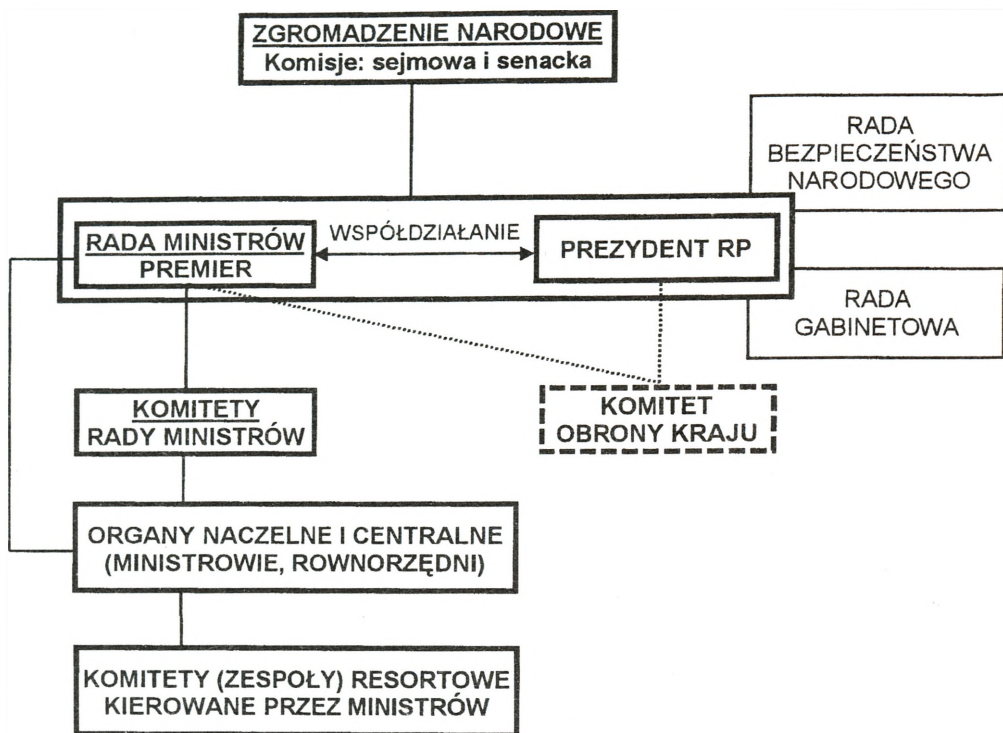 ZGROMADZENIE NARODOWE
Komisje: sejmowa i senacka
RADA
BEZPIECZEŃSTWA
NARODOWEGO
RADA MINISTRÓW
PREMIER
WSPÓŁDZIAŁANIE
PREZYDENT RP
RADA
GABINETOWA
KOMITETY
RADY MINISTRÓW
KOMITET
OBRONY KRAJU
ORGANY NACZELNE I CENTRALNE
(MINISTROWIE, ROWNORZĘDNI)
KOMITETY (ZESPOŁY) RESORTOWE
KIEROWANE PRZEZ MINISTRÓW